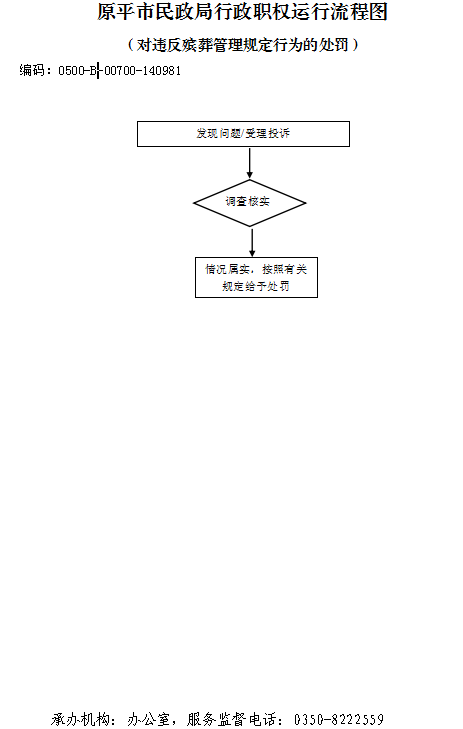 原平市民政局行政职权运行流程图
（对违反殡葬管理规定行为的处罚）
编码：0500-B-00700-140981
发现问题/受理投诉
调查核实
情况属实，按照有关
规定给予处罚
承办机构：办公室，服务监督电话：0350-8222559